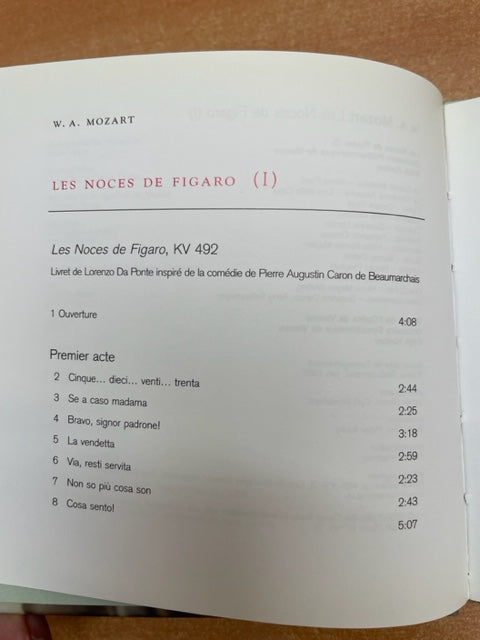 W. A. MOZART
LES NOCES DE FIGARO (I)
Les Noces de Figaro, KV 492
Livret de Lorenzo Da Ponte inspiré de la comédie de Pierre Augustin Caron de Beaumarchais
1 Ouverture 4:08
Premier acte
2 Cinque... dieci... venti... trenta 2:44
3 Se a caso madama 2:25
4 Bravo, signor padrone! 3:18
5 La vendetta 2:59
6 Via, resti servita 2:23
7 Non so più cosa son 2:43
8 Cosa sento! 5:07